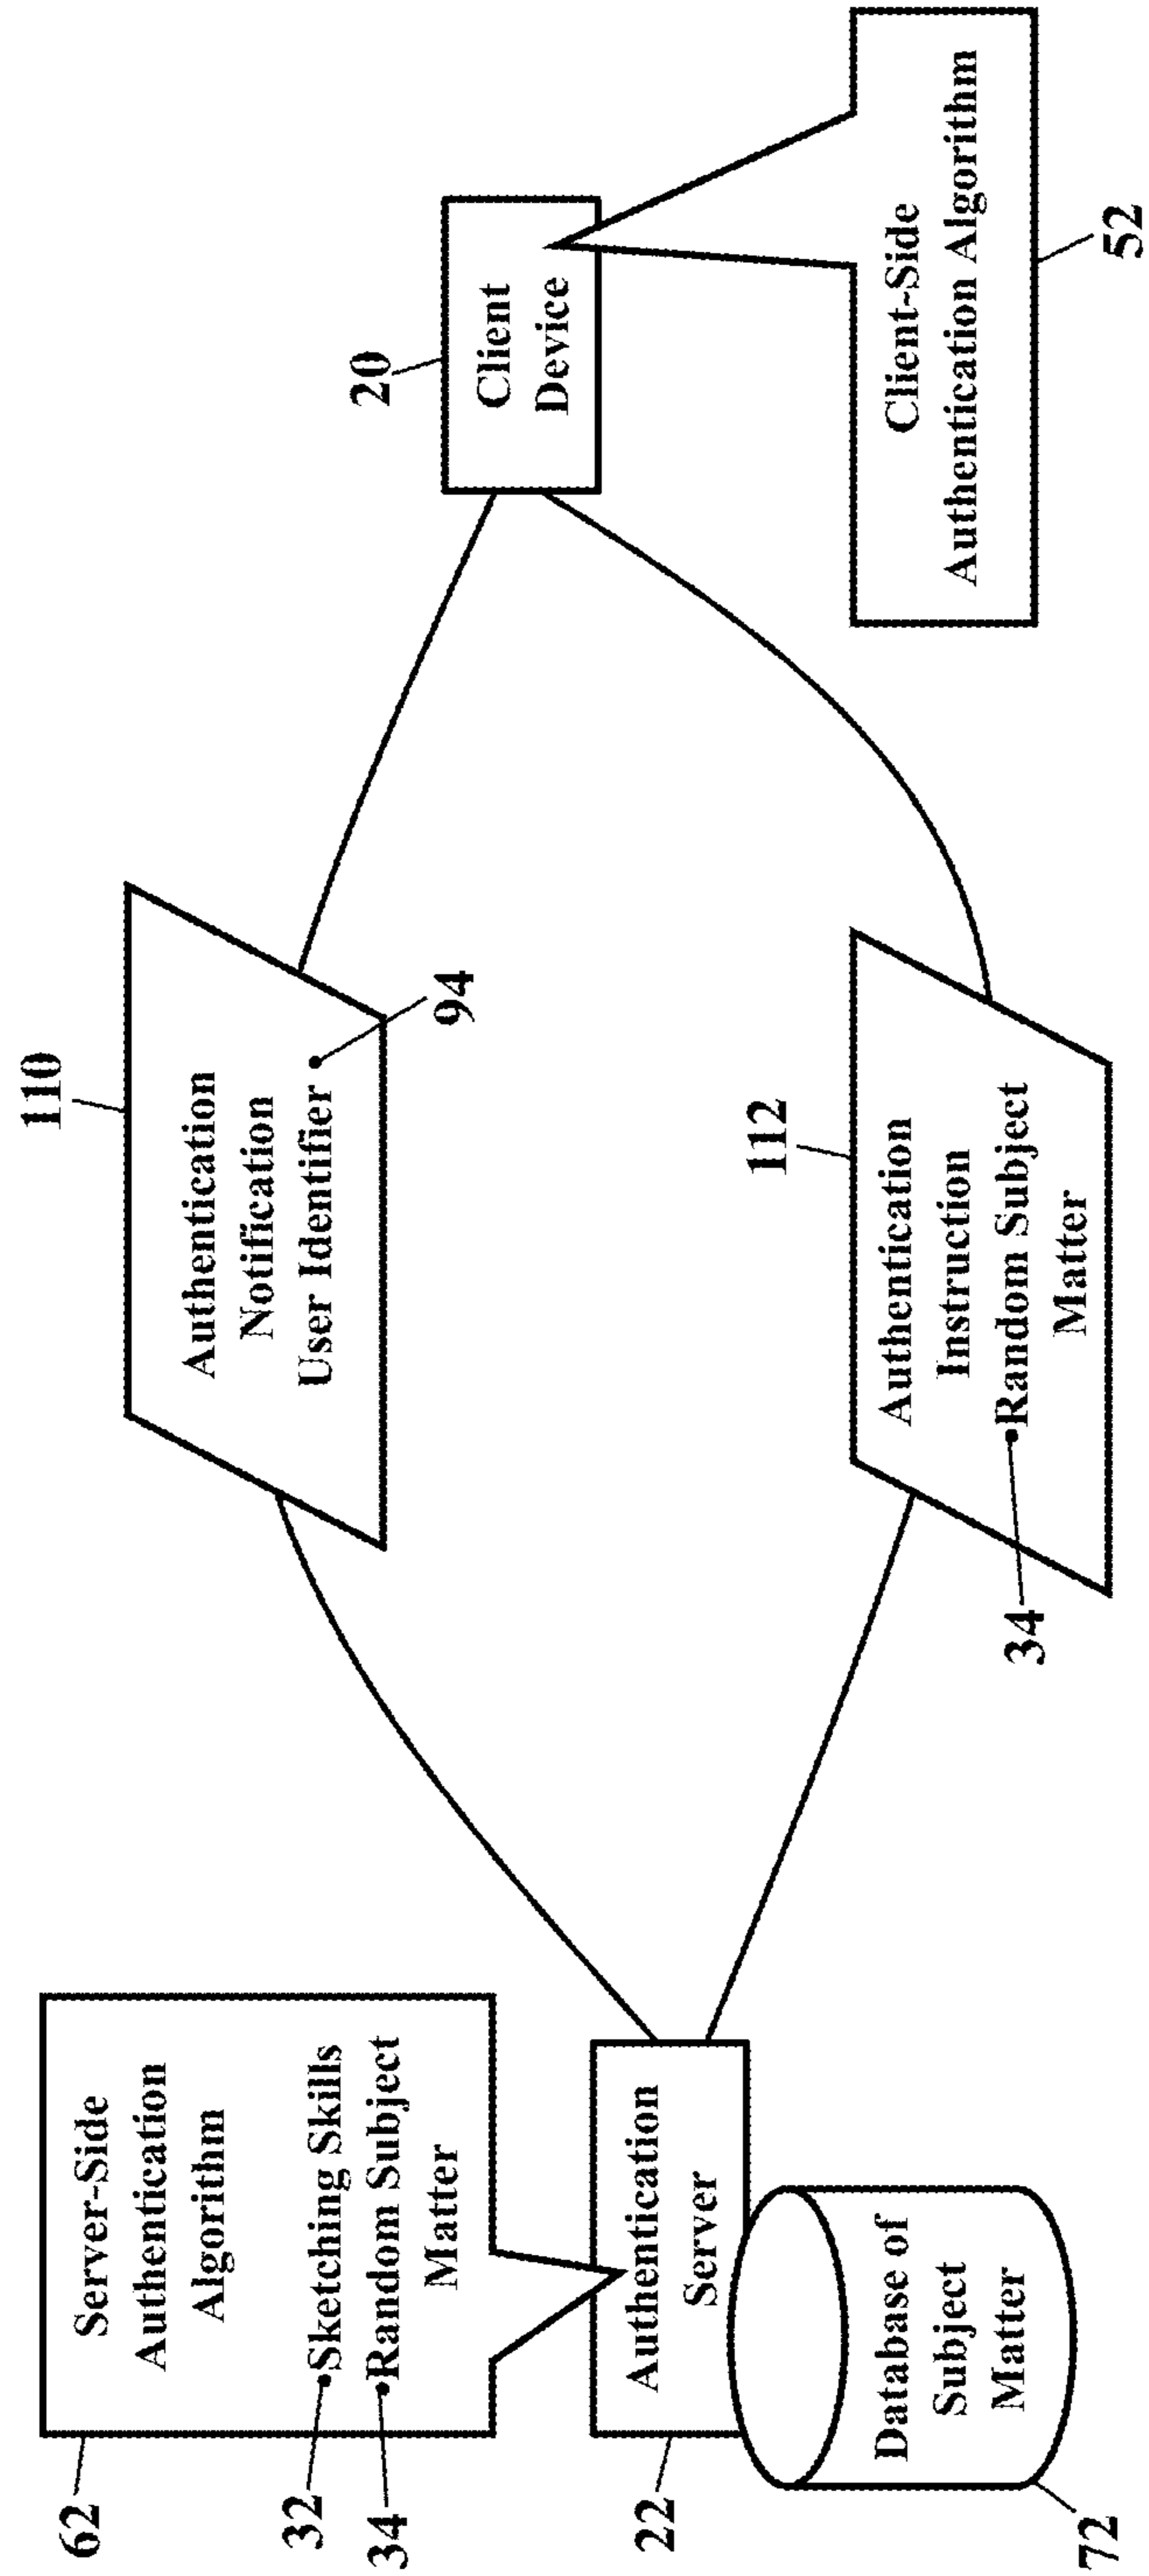 62
Server-Side
Authentication
Algorithm
32
Sketching Skills
34
Random Subject
Matter
22
Authentication
Server
72
Database of
Subject
Matter
110
Authentication
Notification
User Identifier
94
112
Authentication
Instruction
Random Subject
Matter
34
20
Client
Device
Client-Side
Authentication Algorithm
52